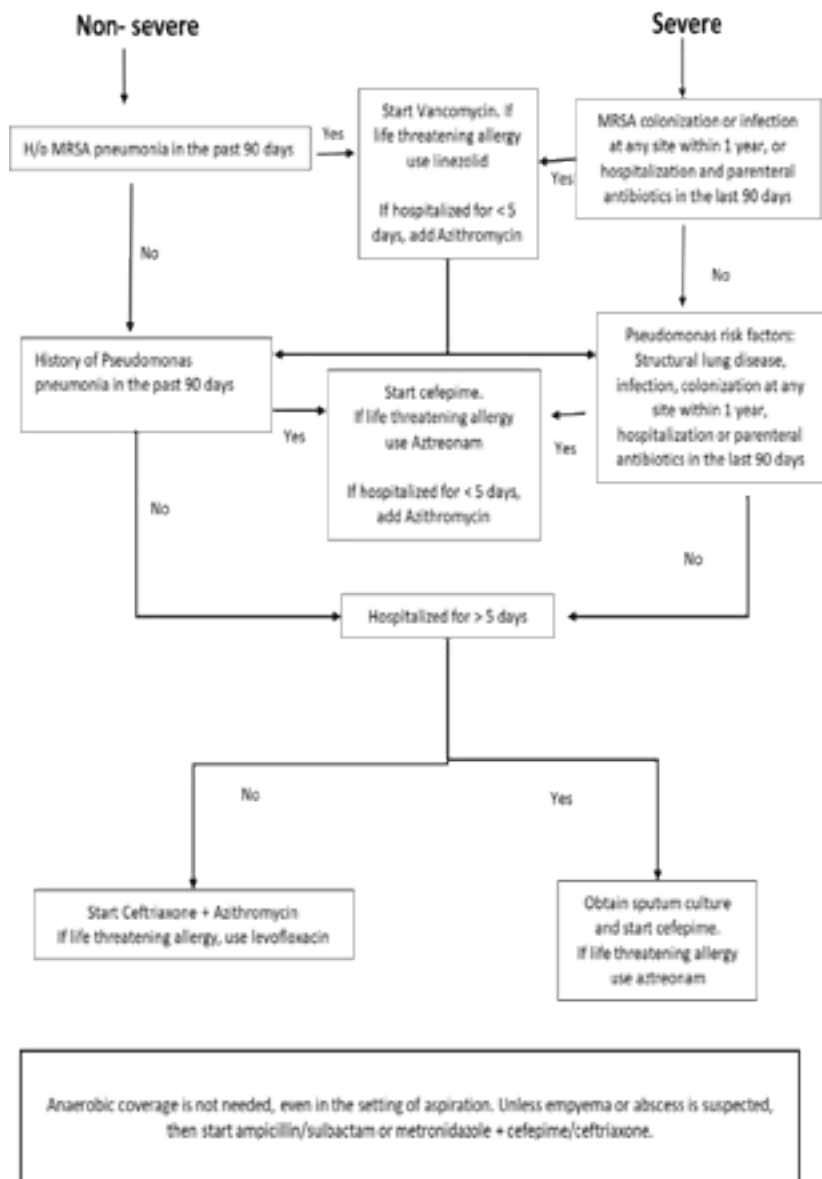 Non- severe
Severe
H/o MRSA pneumonia in the past 90 days
Yes
Start Vancomycin. If
life threatening allergy
use linezolid
If hospitalized for < 5
days, add Azithromycin
Yes
MRSA colonization or infection
at any site within 1 year, or
hospitalization and parenteral
antibiotics in the last 90 days
No
No
History of Pseudomonas
pneumonia in the past 90 days
Yes
Start cefepime.
If life threatening allergy
use Aztreonam
If hospitalized for < 5 days,
add Azithromycin
Yes
Pseudomonas risk factors:
Structural lung disease,
infection, colonization at any
site within 1 year,
hospitalization or parenteral
antibiotics in the last 90 days
No
No
Hospitalized for > 5 days
No
Yes
Start Ceftriaxone + Azithromycin
If life threatening allergy, use levofloxacin
Obtain sputum culture
and start cefepime.
If life threatening allergy
use aztreonam
Anaerobic coverage is not needed, even in the setting of aspiration. Unless empyema or abscess is suspected,
then start ampicillin/sulbactam or metronidazole + cefepime/ceftriaxone.